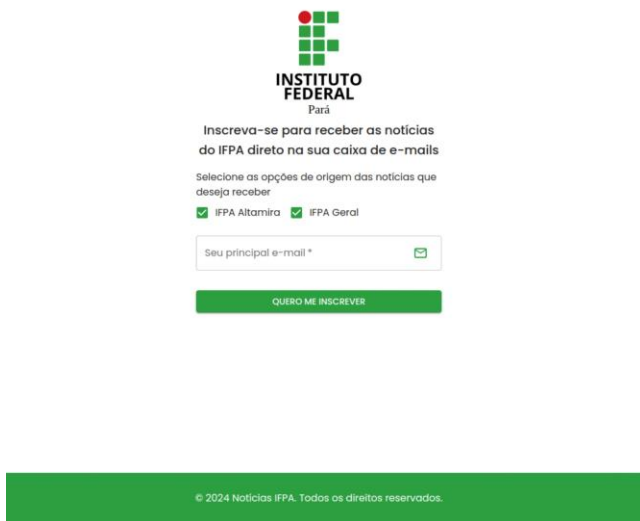 INSTITUTO
FEDERAL
Pará
Inscreva-se para receber as notícias
do IFPA direto na sua caixa de e-mails
Selecione as opções de origem das notícias que
deseja receber
IFPA Altamira IFPA Geral
Seu principal e-mail *
QUERO ME INSCREVER
© 2024 Notícias IFPA. Todos os direitos reservados.